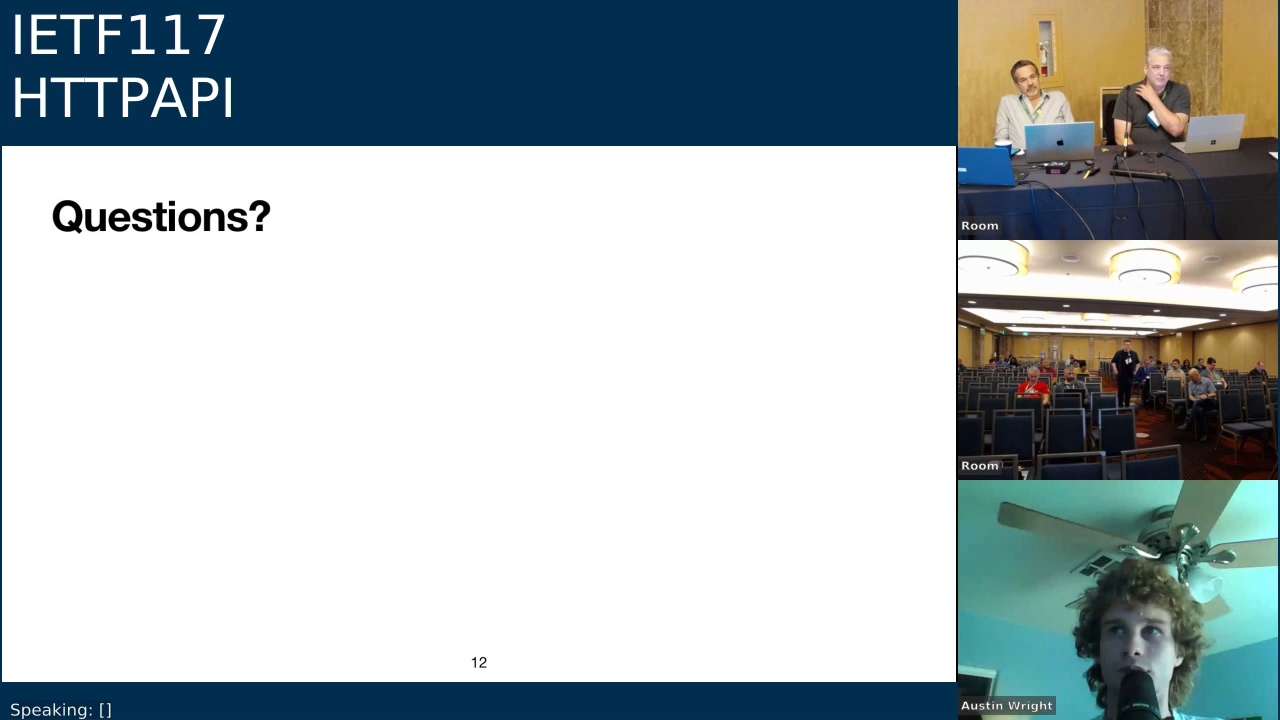 IETF117
HTTPAPI
Questions?
12
Speaking: []
Room
Room
Austin Wright